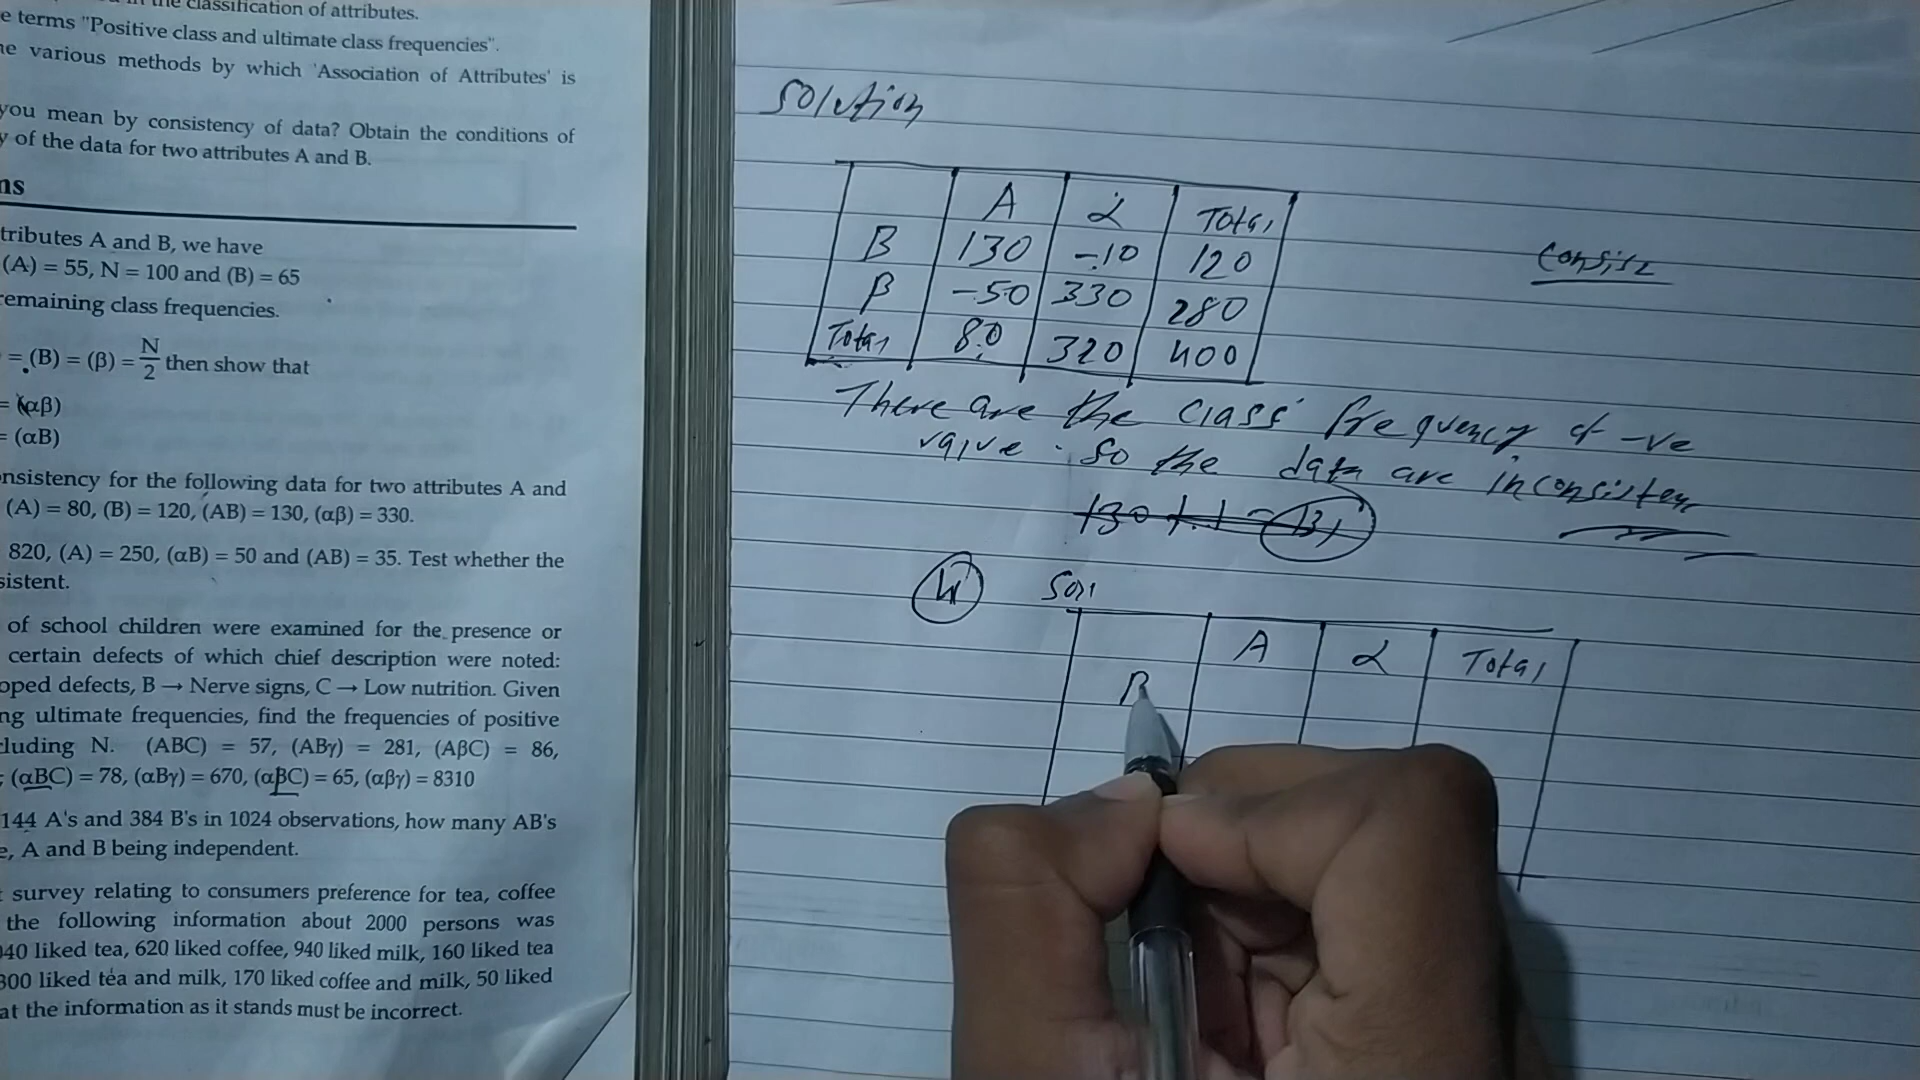 in the classification of attributes.
e terms "Positive class and ultimate class frequencies".
he various methods by which 'Association of Attributes' is
you mean by consistency of data? Obtain the conditions of
y of the data for two attributes A and B.
ns
tributes A and B, we have
(A) = 55, N = 100 and (B) = 65
remaining class frequencies.
= (B) = (β) = N/2 then show that
= (αβ)
= (αB)
onsistency for the following data for two attributes A and
(A) = 80, (B) = 120, (AB) = 130, (αβ) = 330.
820, (A) = 250, (αB) = 50 and (AB) = 35. Test whether the
sistent.
of school children were examined for the presence or
certain defects of which chief description were noted:
oped defects, B → Nerve signs, C → Low nutrition. Given
ng ultimate frequencies, find the frequencies of positive
cluding N. (ABC) = 57, (ABγ) = 281, (AβC) = 86,
; (αBC) = 78, (αBγ) = 670, (αβC) = 65, (αβγ) = 8310
144 A's and 384 B's in 1024 observations, how many AB's
e, A and B being independent.
t survey relating to consumers preference for tea, coffee
the following information about 2000 persons was
940 liked tea, 620 liked coffee, 940 liked milk, 160 liked tea
300 liked tea and milk, 170 liked coffee and milk, 50 liked
at the information as it stands must be incorrect.
Solution
A α Total
B 130 -10 120
β -50 330 280
Total 80 320 400
There are the class frequency of -ve
value. So the data are inconsisten
4 Sol
A α Total
B